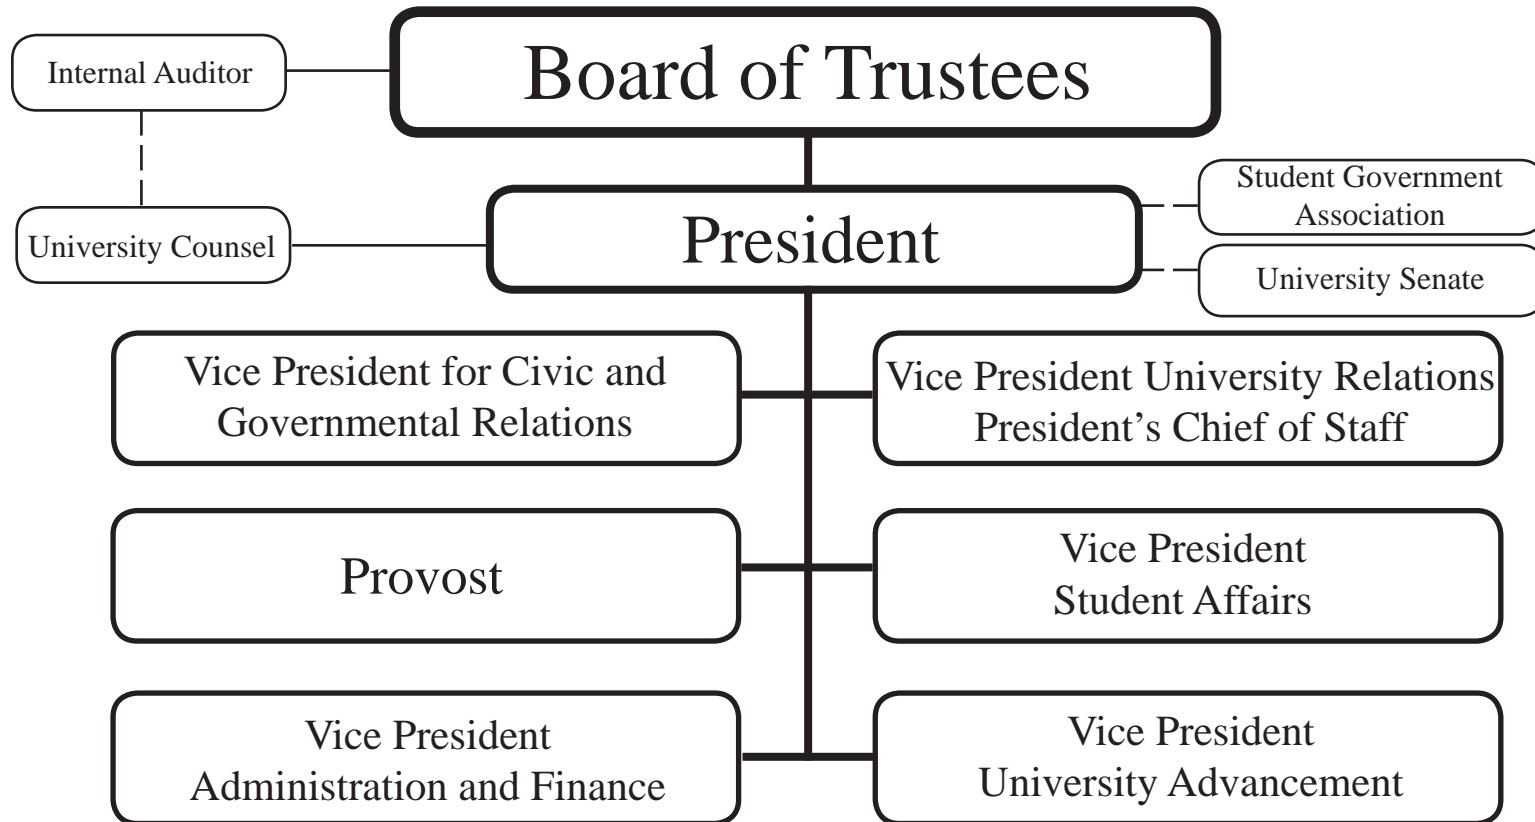 Internal Auditor
Board of Trustees
University Counsel
President
Student Government
Association
University Senate
Vice President for Civic and
Governmental Relations
Vice President University Relations
President’s Chief of Staff
Provost
Vice President
Student Affairs
Vice President
Administration and Finance
Vice President
University Advancement